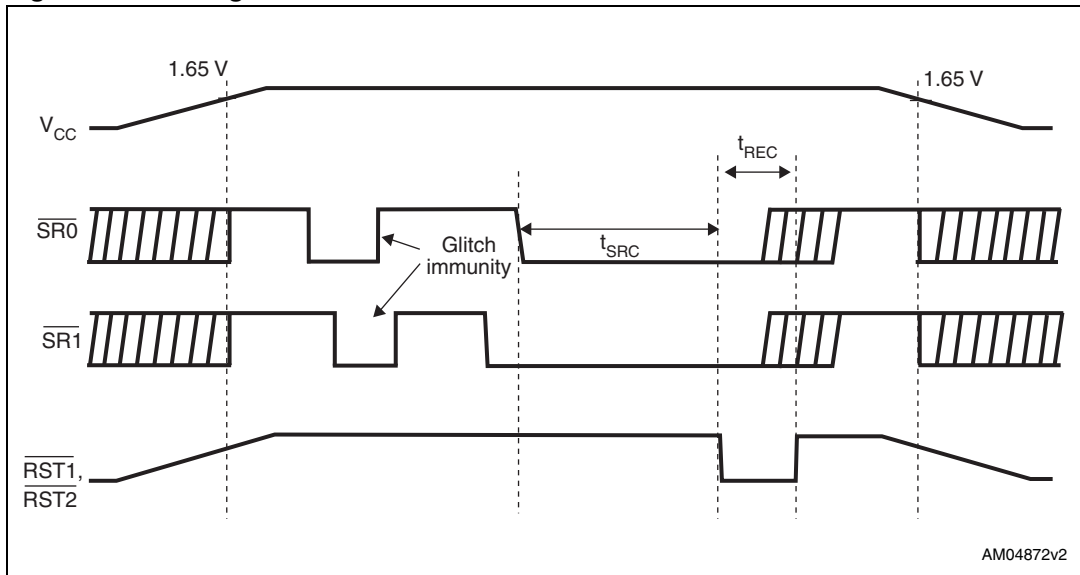 1.65 V
1.65 V
VCC
tREC
SR0
Glitch
immunity
tSRC
SR1
RST1,
RST2
AM04872v2